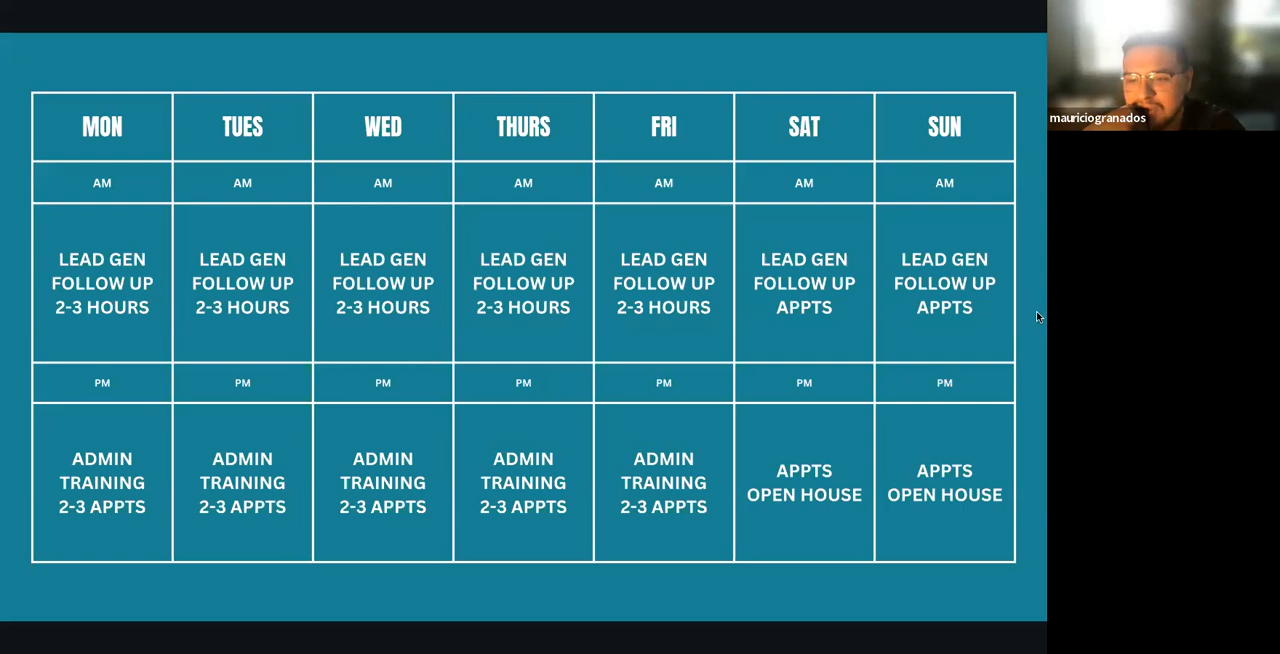 MON TUES WED THURS FRI SAT SUN
AM AM AM AM AM AM AM
LEAD GEN LEAD GEN LEAD GEN LEAD GEN LEAD GEN LEAD GEN LEAD GEN
FOLLOW UP FOLLOW UP FOLLOW UP FOLLOW UP FOLLOW UP FOLLOW UP FOLLOW UP
2-3 HOURS 2-3 HOURS 2-3 HOURS 2-3 HOURS 2-3 HOURS APPTS APPTS
PM PM PM PM PM PM PM
ADMIN ADMIN ADMIN ADMIN ADMIN
TRAINING TRAINING TRAINING TRAINING TRAINING
2-3 APPTS 2-3 APPTS 2-3 APPTS 2-3 APPTS 2-3 APPTS
APPTS APPTS
OPEN HOUSE OPEN HOUSE
mauriciogranados